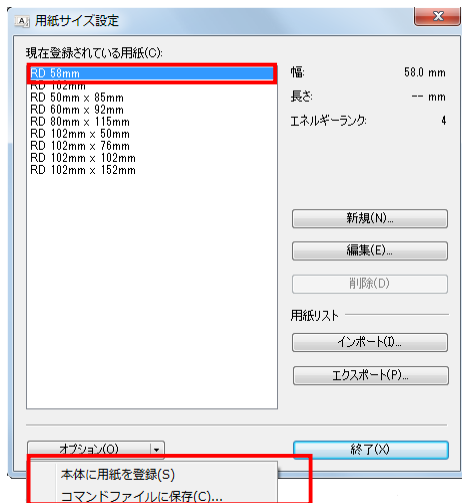 用紙サイズ設定
現在登録されている用紙(C):
RD 58mm
RD 102mm
RD 50mm x 85mm
RD 60mm x 92mm
RD 80mm x 115mm
RD 102mm x 50mm
RD 102mm x 76mm
RD 102mm x 102mm
RD 102mm x 152mm
幅: 58.0 mm
長さ: -- mm
エネルギーランク: 4
新規(N)...
編集(E)...
削除(D)
用紙リスト
インポート(I)...
エクスポート(P)...
オプション(O)
終了(X)
本体に用紙を登録(S)
コマンドファイルに保存(C)...